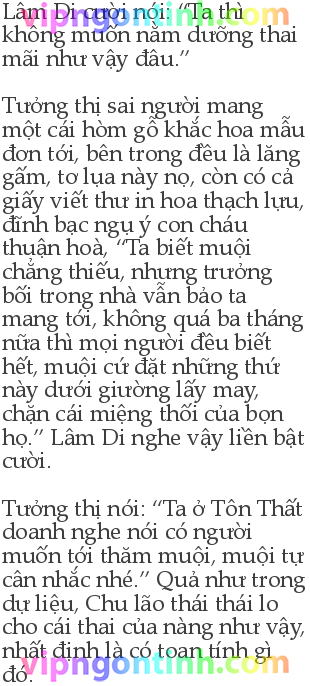 Lâm Di cười nói: “Ta thì
không muốn nằm dưỡng thai
mãi như vậy đâu.”
Tưởng thị sai người mang
một cái hòm gỗ khắc hoa mẫu
đơn tới, bên trong đều là lăng
gấm, tơ lụa này nọ, còn có cả
giấy viết thư in hoa thạch lựu,
đĩnh bạc ngụ ý con cháu
thuận hoà, “Ta biết muội
chẳng thiếu, nhưng trưởng
bối trong nhà vẫn bảo ta
mang tới, không quá ba tháng
nữa thì mọi người đều biết
hết, muội cứ đặt những thứ
này dưới giường lấy may,
chặn cái miệng thối của bọn
họ.” Lâm Di nghe vậy liền bật
cười.
Tưởng thị nói: “Ta ở Tôn Thất
doanh nghe nói có người
muốn tới thăm muội, muội tự
cân nhắc nhé.” Quả như trong
dự liệu, Chu lão thái thái lo
cho cái thai của nàng như vậy,
nhất định là có toan tính gì
đó.
vipngontinh.com
vipngontinh.com